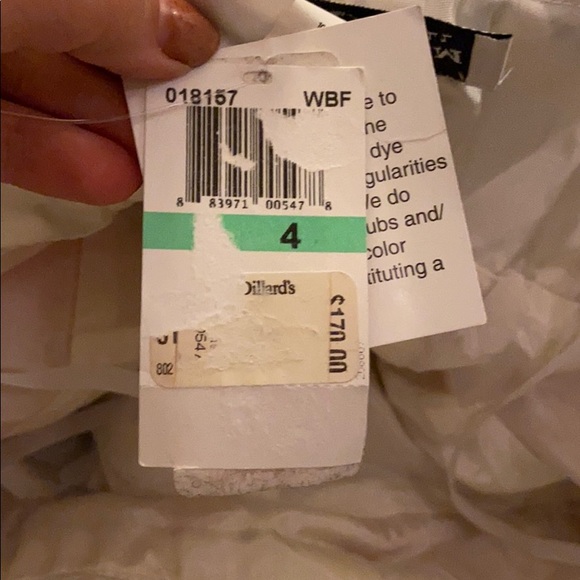 018157 WBF
8 83971 00547 8
4
Dillard's
$170.00
054
802
e to
ne
dye
gularities
e do
ubs and/
color
tituting a